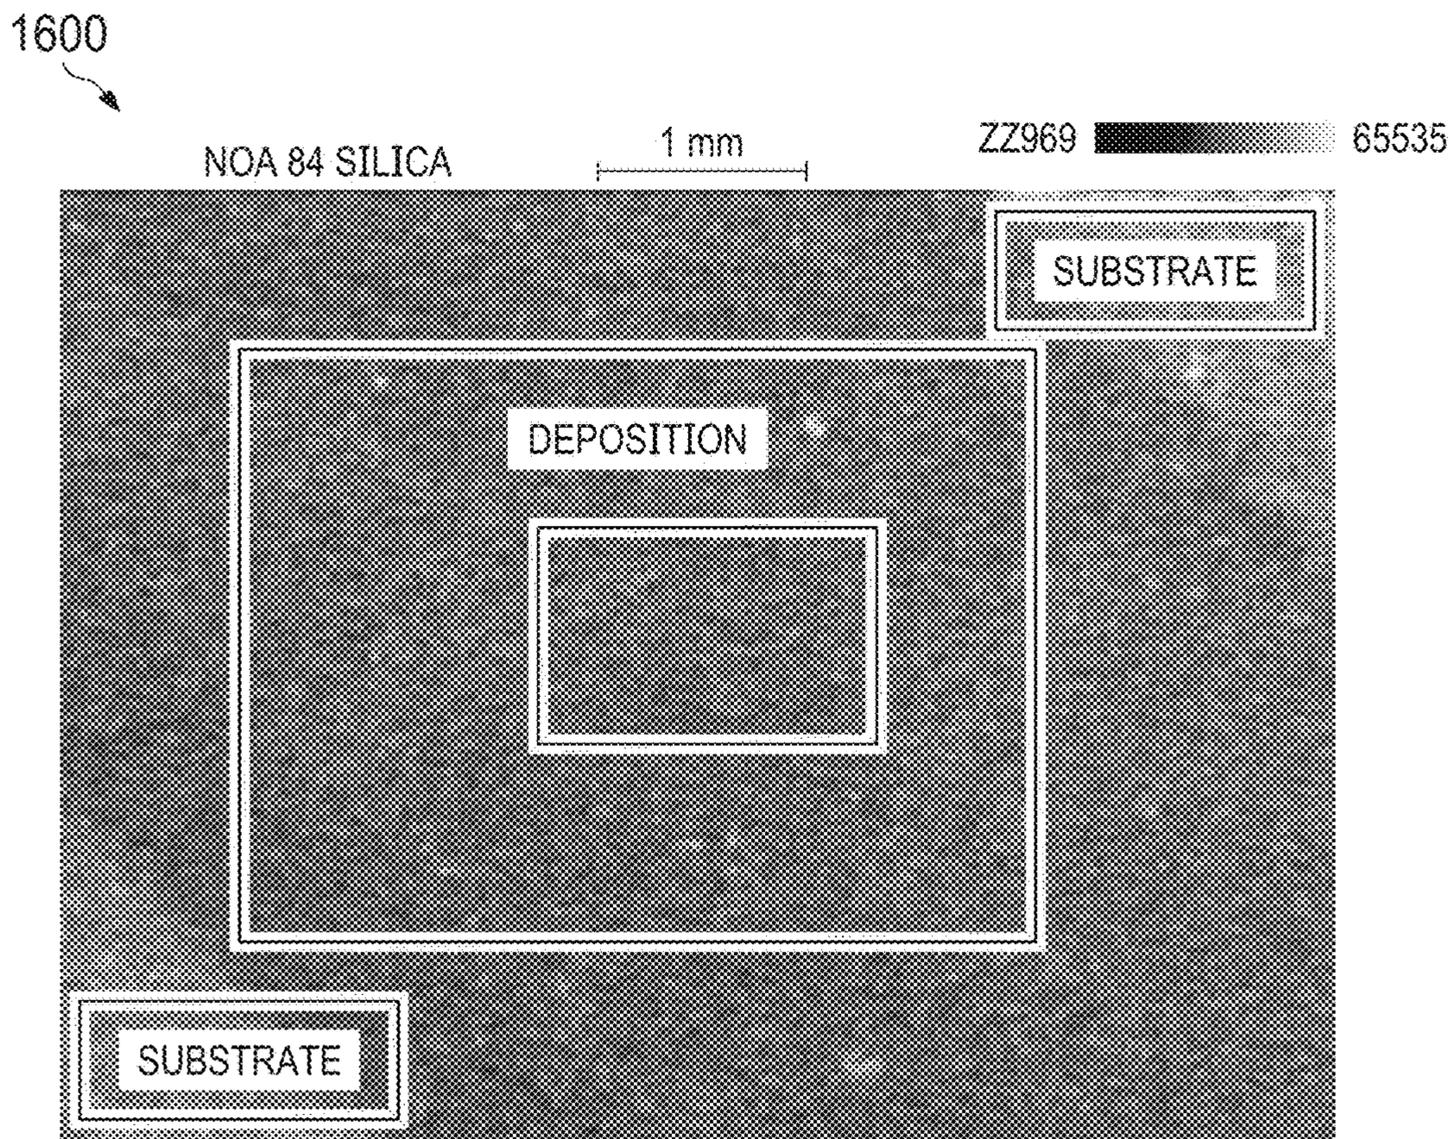 1600
NOA 84 SILICA
1 mm
ZZ969
65535
SUBSTRATE
DEPOSITION
SUBSTRATE